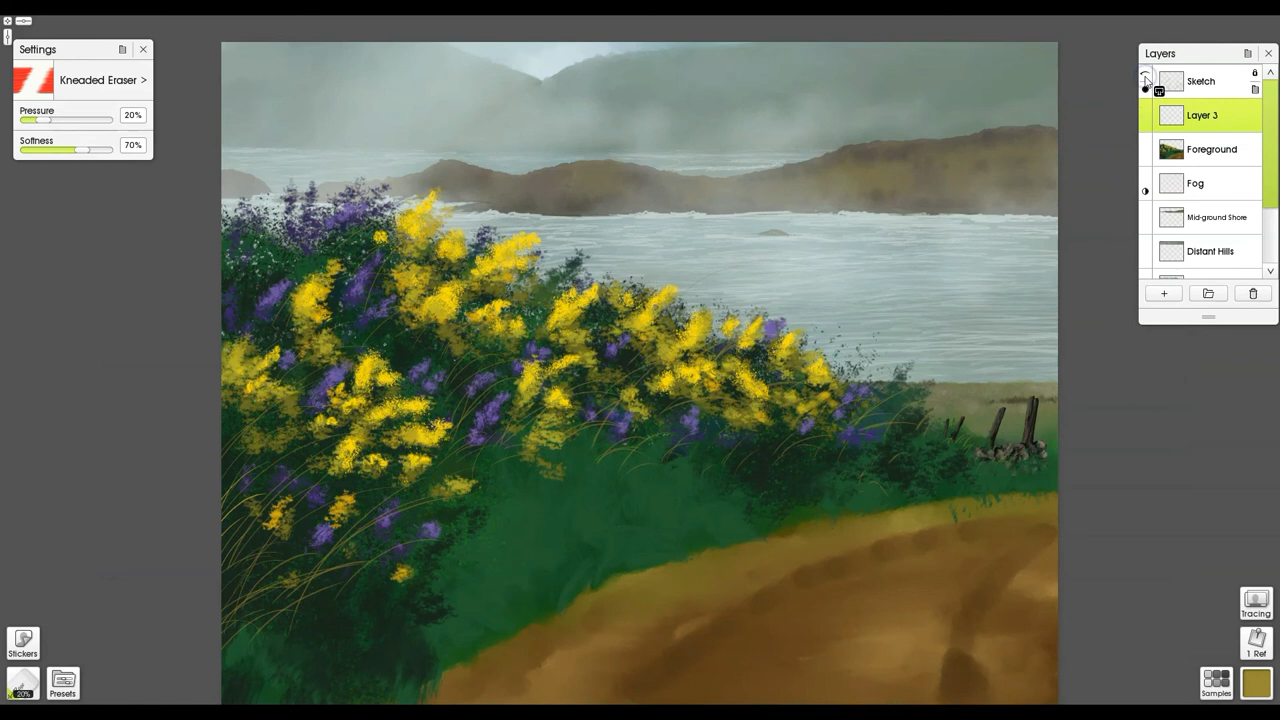 Settings
Kneaded Eraser >
Pressure
20%
Softness
70%
Layers
Sketch
Layer 3
Foreground
Fog
Mid-ground Shore
Distant Hills
+
Stickers
20%
Presets
Tracing
1 Ref
Samples